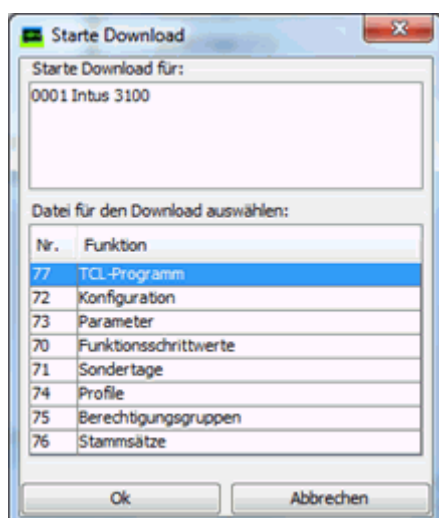 Starte Download
Starte Download für:
0001 Intus 3100
Datei für den Download auswählen:
Nr. Funktion
77 TCL-Programm
72 Konfiguration
73 Parameter
70 Funktionsschrittwerte
71 Sondertage
74 Profile
75 Berechtigungsgruppen
76 Stammsätze
Ok Abbrechen